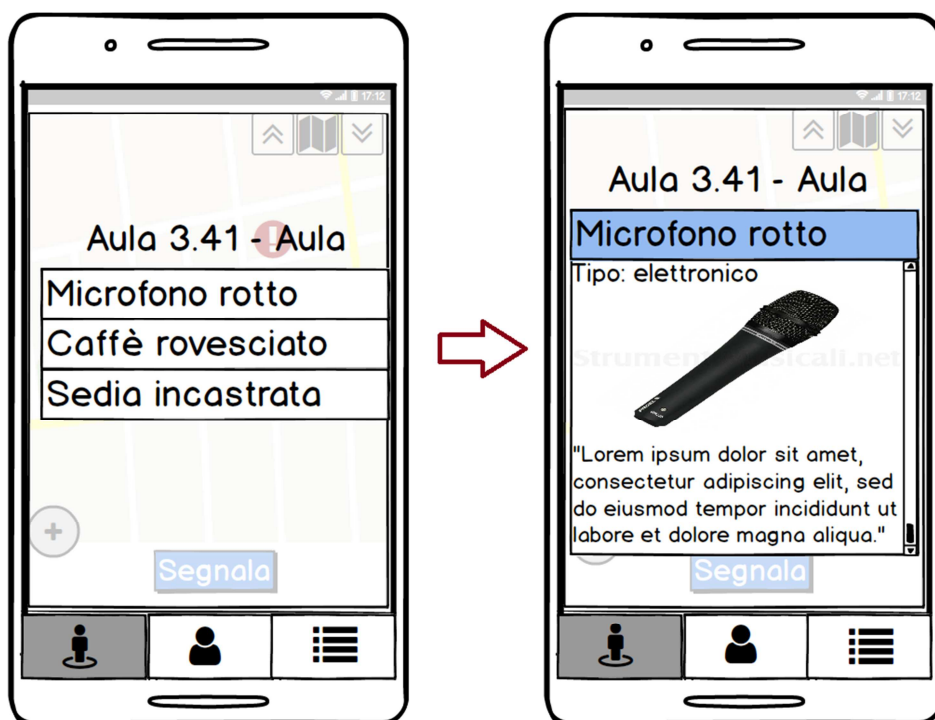 17:12
Aula 3.41 - Aula
Microfono rotto
Caffè rovesciato
Sedia incastrata
Segnala
17:12
Aula 3.41 - Aula
Microfono rotto
Tipo: elettronico
"Lorem ipsum dolor sit amet,
consectetur adipiscing elit, sed
do eiusmod tempor incididunt ut
labore et dolore magna aliqua."
Segnala